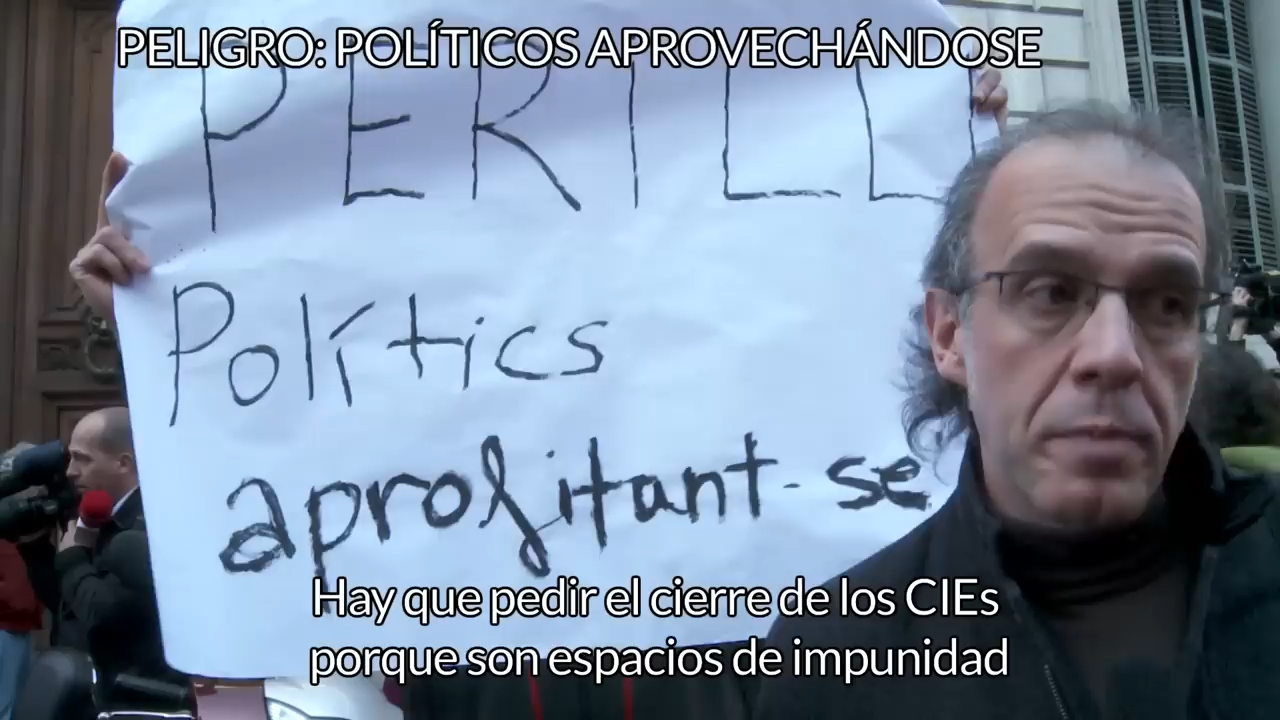 PELIGRO: POLÍTICOS APROVECHÁNDOSE
PERILL
Polítics
aprofitant-se
Hay que pedir el cierre de los CIEs
porque son espacios de impunidad